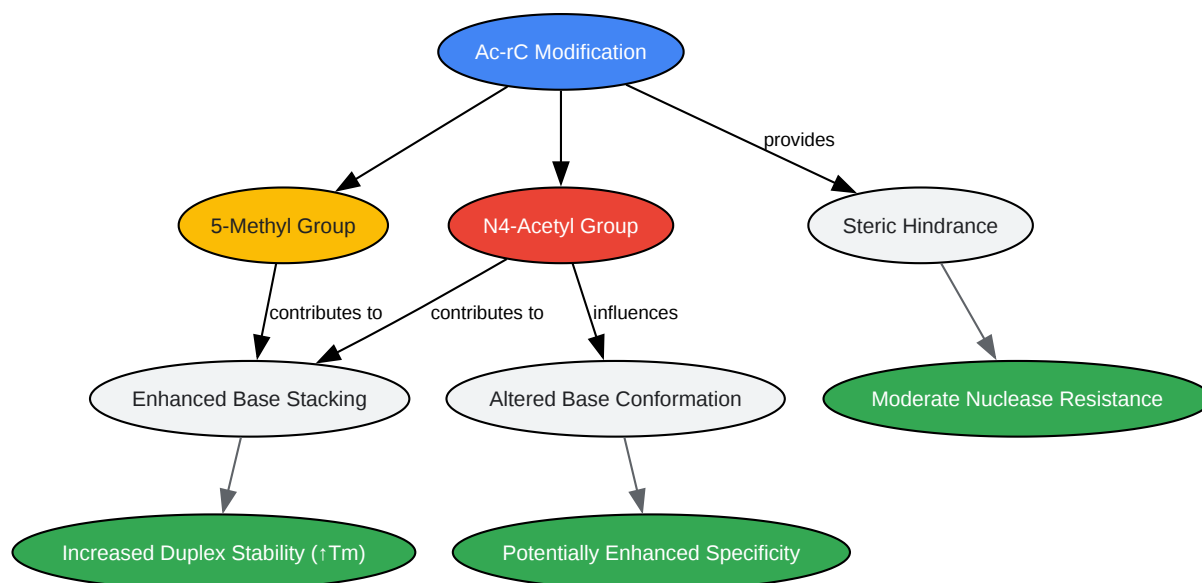 Ac-rC Modification
provides
5-Methyl Group
N4-Acetyl Group
Steric Hindrance
contributes to
contributes to
influences
Enhanced Base Stacking
Altered Base Conformation
Moderate Nuclease Resistance
Increased Duplex Stability (↑Tm)
Potentially Enhanced Specificity